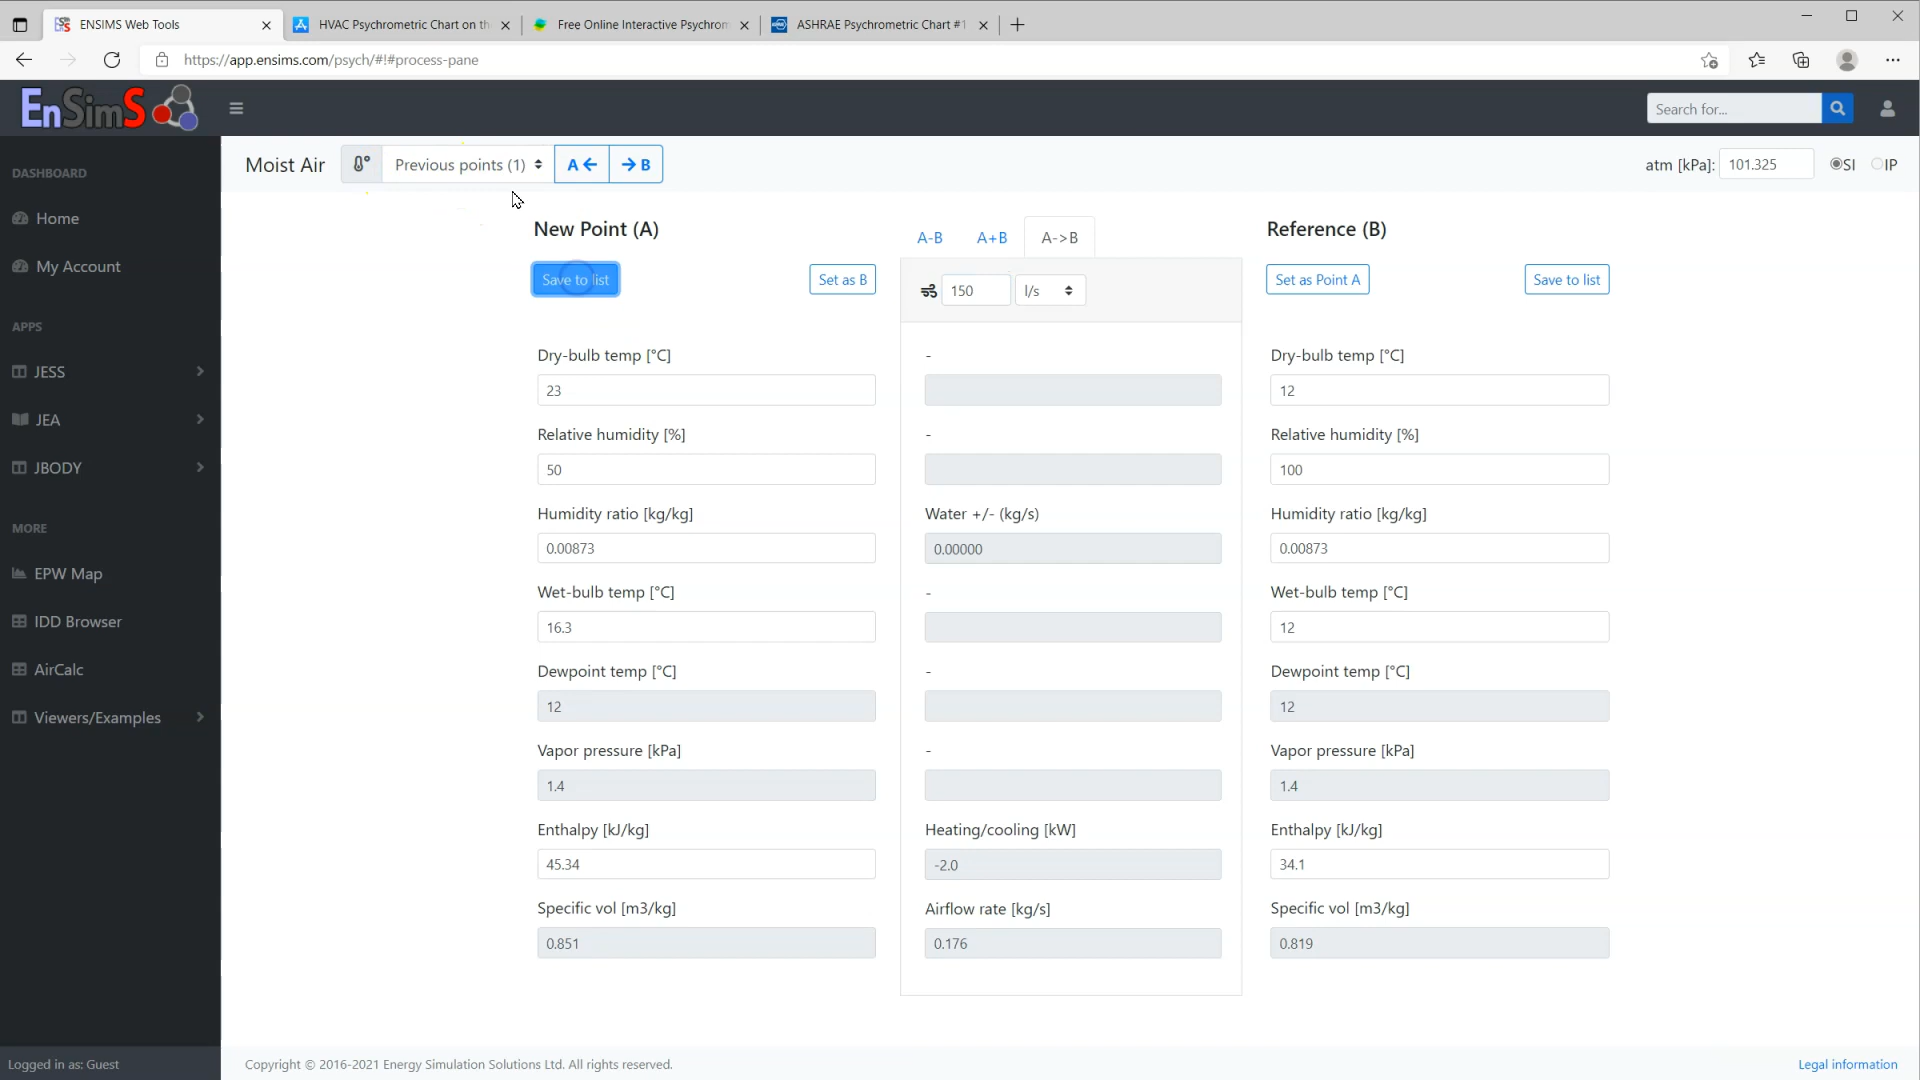 ENSIMS Web Tools
HVAC Psychrometric Chart on th
Free Online Interactive Psychrom
ASHRAE Psychrometric Chart #1
https://app.ensims.com/psych/#!#process-pane
EnSimS
Search for...
DASHBOARD
Home
My Account
APPS
JESS
JEA
JBODY
MORE
EPW Map
IDD Browser
AirCalc
Viewers/Examples
Logged in as: Guest
Moist Air
Previous points (1)
A
B
atm [kPa]: 101.325
SI
IP
New Point (A)
Save to list
Set as B
Dry-bulb temp [°C]
23
Relative humidity [%]
50
Humidity ratio [kg/kg]
0.00873
Wet-bulb temp [°C]
16.3
Dewpoint temp [°C]
12
Vapor pressure [kPa]
1.4
Enthalpy [kJ/kg]
45.34
Specific vol [m3/kg]
0.851
A-B
A+B
A->B
150
l/s
-
-
Water +/- (kg/s)
0.00000
-
-
-
Heating/cooling [kW]
-2.0
Airflow rate [kg/s]
0.176
Reference (B)
Set as Point A
Save to list
Dry-bulb temp [°C]
12
Relative humidity [%]
100
Humidity ratio [kg/kg]
0.00873
Wet-bulb temp [°C]
12
Dewpoint temp [°C]
12
Vapor pressure [kPa]
1.4
Enthalpy [kJ/kg]
34.1
Specific vol [m3/kg]
0.819
Copyright © 2016-2021 Energy Simulation Solutions Ltd. All rights reserved.
Legal information